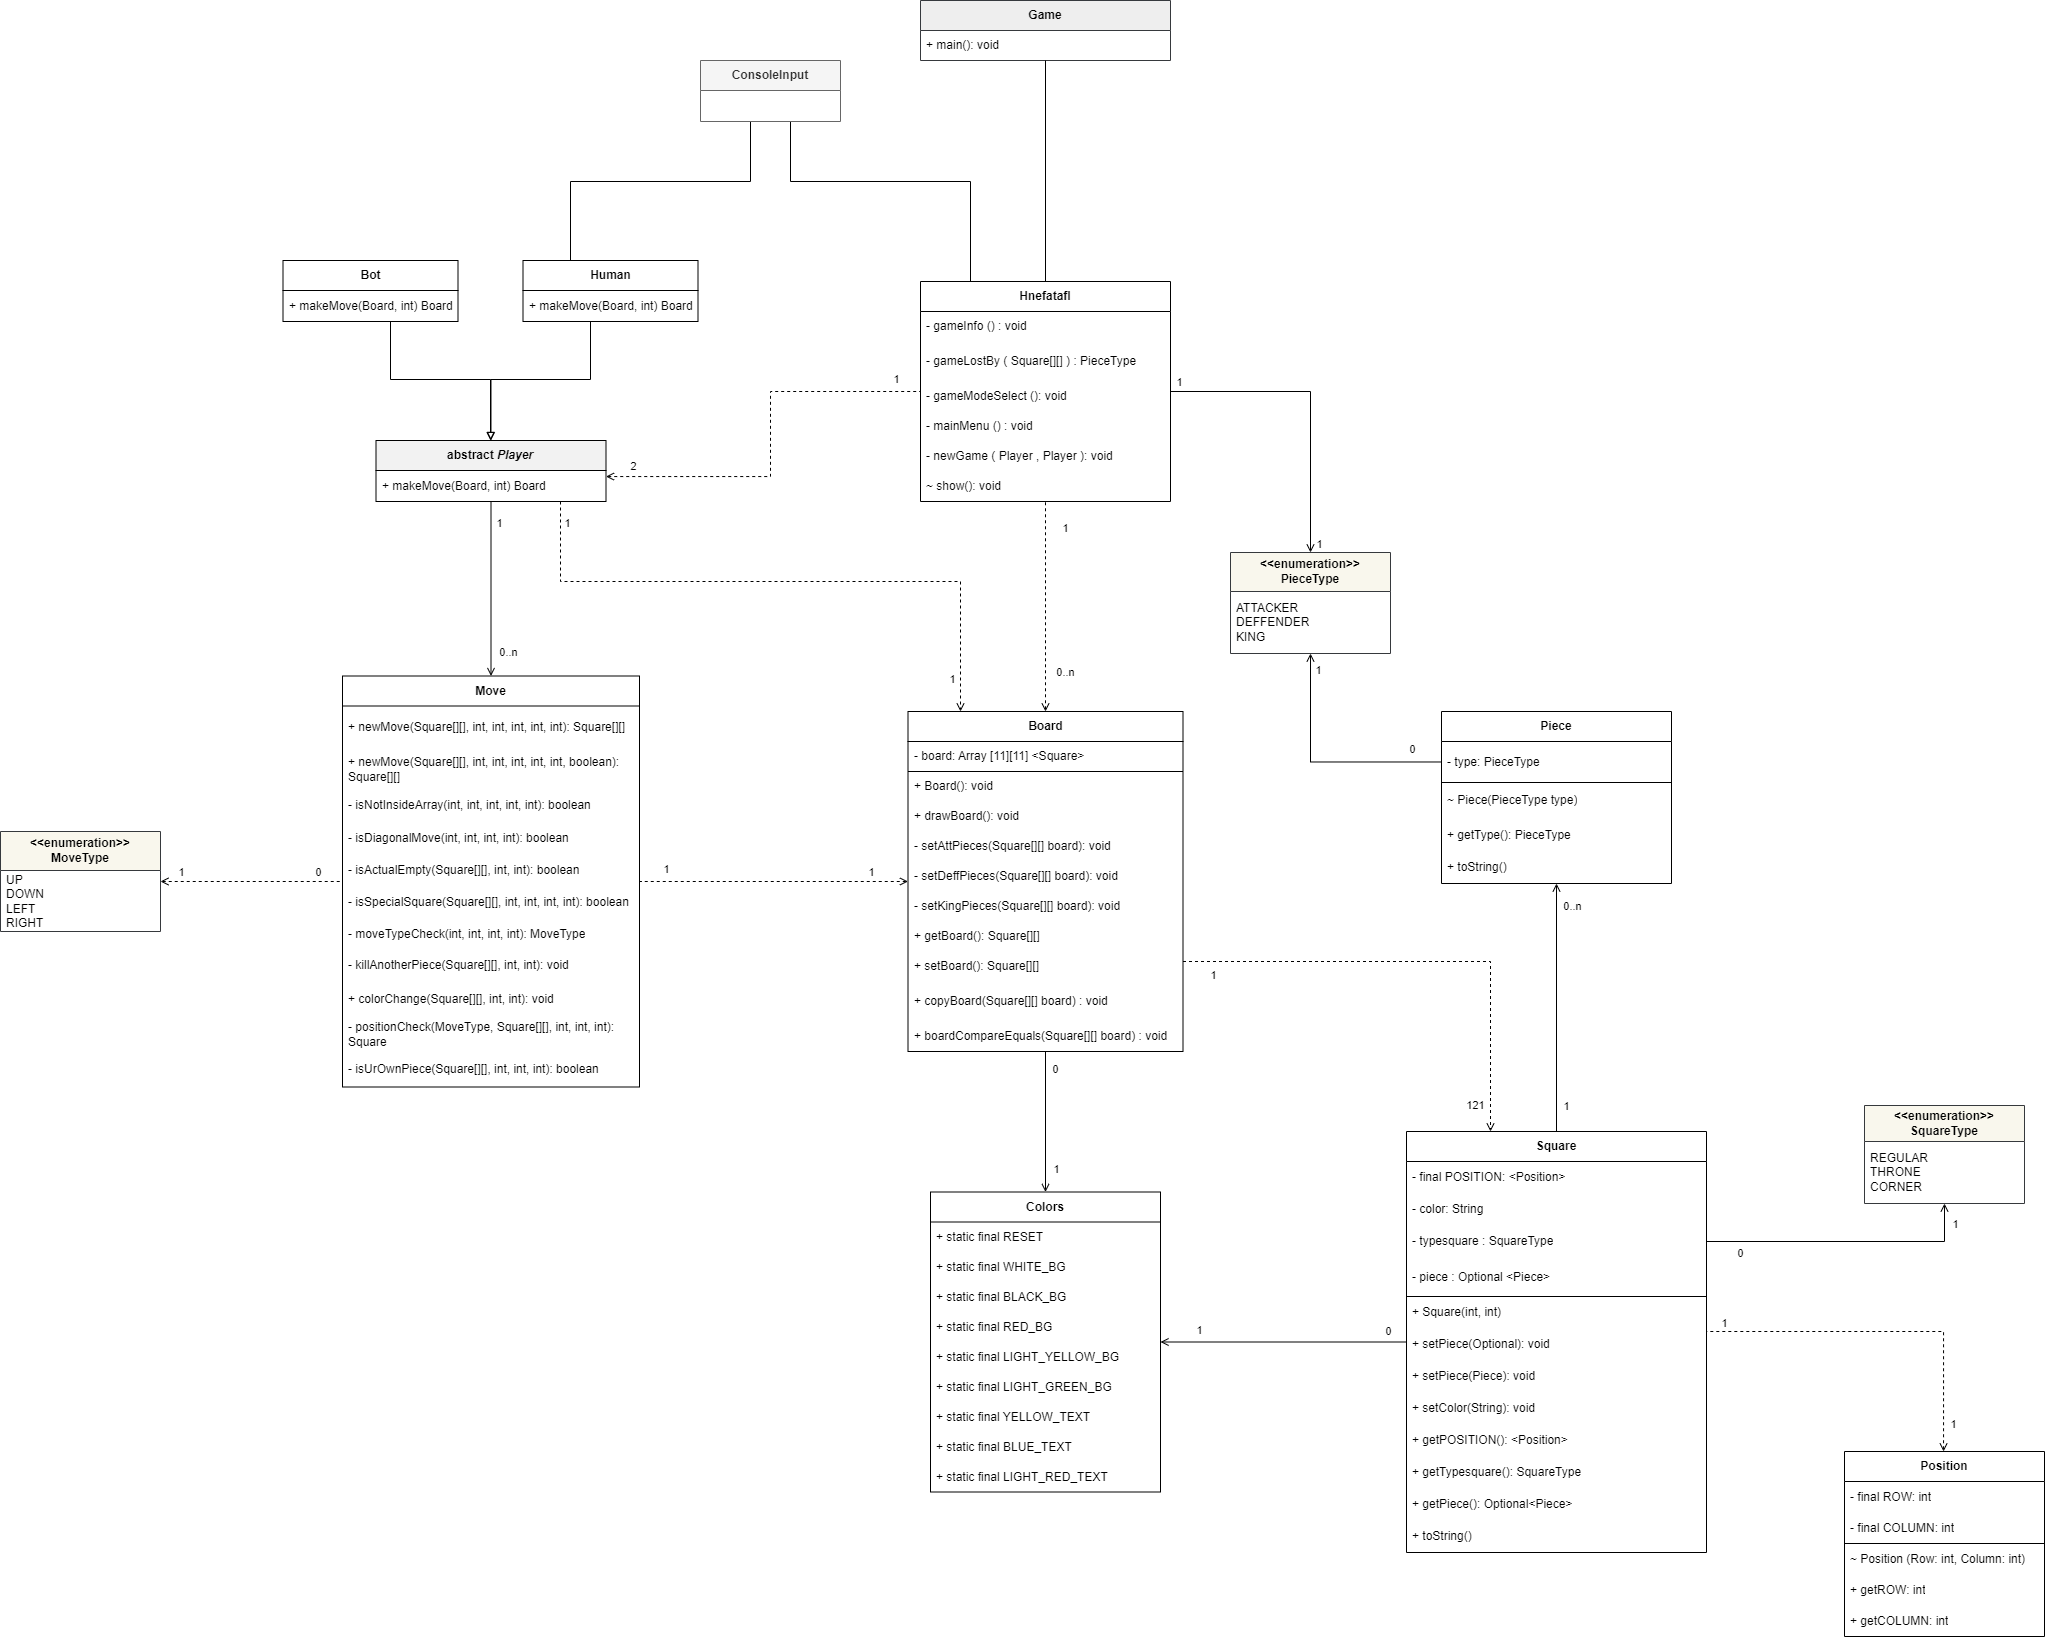 Game
+ main(): void
ConsoleInput
Bot
+ makeMove(Board, int) Board
Human
+ makeMove(Board, int) Board
Hnefatafl
- gameInfo () : void
- gameLostBy ( Square[][] ) : PieceType
- gameModeSelect (): void
- mainMenu () : void
- newGame ( Player , Player ): void
~ show(): void
1
2
1
1
abstract Player
+ makeMove(Board, int) Board
1
1
1
0..n
1
0..n
<<enumeration>>
PieceType
ATTACKER
DEFFENDER
KING
1
0
Move
+ newMove(Square[][], int, int, int, int, int): Square[][]
+ newMove(Square[][], int, int, int, int, int, boolean):
Square[][]
- isNotInsideArray(int, int, int, int, int): boolean
- isDiagonalMove(int, int, int, int): boolean
- isActualEmpty(Square[][], int, int): boolean
- isSpecialSquare(Square[][], int, int, int, int): boolean
- moveTypeCheck(int, int, int, int): MoveType
- killAnotherPiece(Square[][], int, int): void
+ colorChange(Square[][], int, int): void
- positionCheck(MoveType, Square[][], int, int, int):
Square
- isUrOwnPiece(Square[][], int, int, int): boolean
<<enumeration>>
MoveType
UP
DOWN
LEFT
RIGHT
1
0
1
1
Board
- board: Array [11][11] <Square>
+ Board(): void
+ drawBoard(): void
- setAttPieces(Square[][] board): void
- setDeffPieces(Square[][] board): void
- setKingPieces(Square[][] board): void
+ getBoard(): Square[][]
+ setBoard(): Square[][]
+ copyBoard(Square[][] board) : void
+ boardCompareEquals(Square[][] board) : void
Piece
- type: PieceType
~ Piece(PieceType type)
+ getType(): PieceType
+ toString()
0..n
1
1
121
0
1
Colors
+ static final RESET
+ static final WHITE_BG
+ static final BLACK_BG
+ static final RED_BG
+ static final LIGHT_YELLOW_BG
+ static final LIGHT_GREEN_BG
+ static final YELLOW_TEXT
+ static final BLUE_TEXT
+ static final LIGHT_RED_TEXT
1
0
Square
- final POSITION: <Position>
- color: String
- typesquare : SquareType
- piece : Optional <Piece>
+ Square(int, int)
+ setPiece(Optional): void
+ setPiece(Piece): void
+ setColor(String): void
+ getPOSITION(): <Position>
+ getTypesquare(): SquareType
+ getPiece(): Optional<Piece>
+ toString()
<<enumeration>>
SquareType
REGULAR
THRONE
CORNER
1
0
1
1
Position
- final ROW: int
- final COLUMN: int
~ Position (Row: int, Column: int)
+ getROW: int
+ getCOLUMN: int